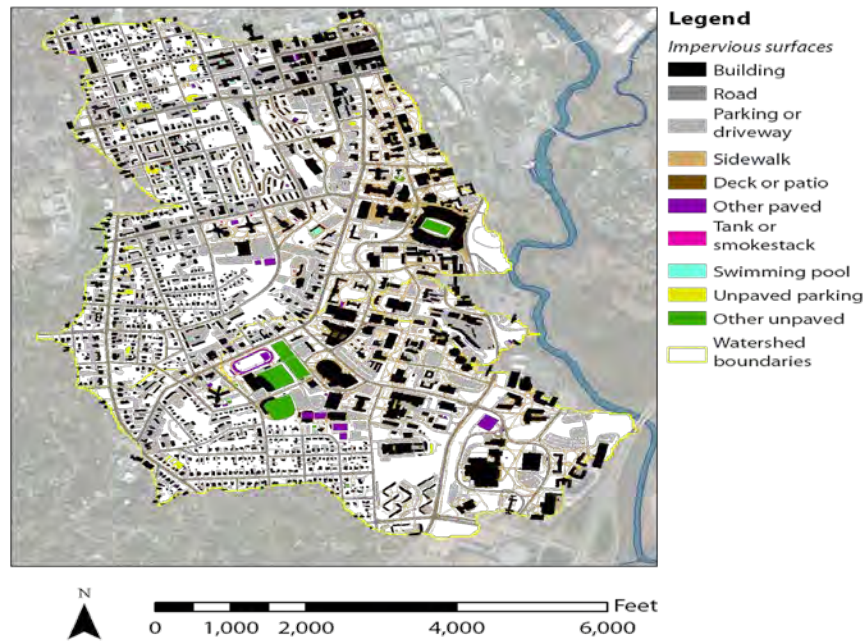 Legend
Impervious surfaces
Building
Road
Parking or
driveway
Sidewalk
Deck or patio
Other paved
Tank or
smokestack
Swimming pool
Unpaved parking
Other unpaved
Watershed
boundaries
N
Feet
0 1,000 2,000 4,000 6,000